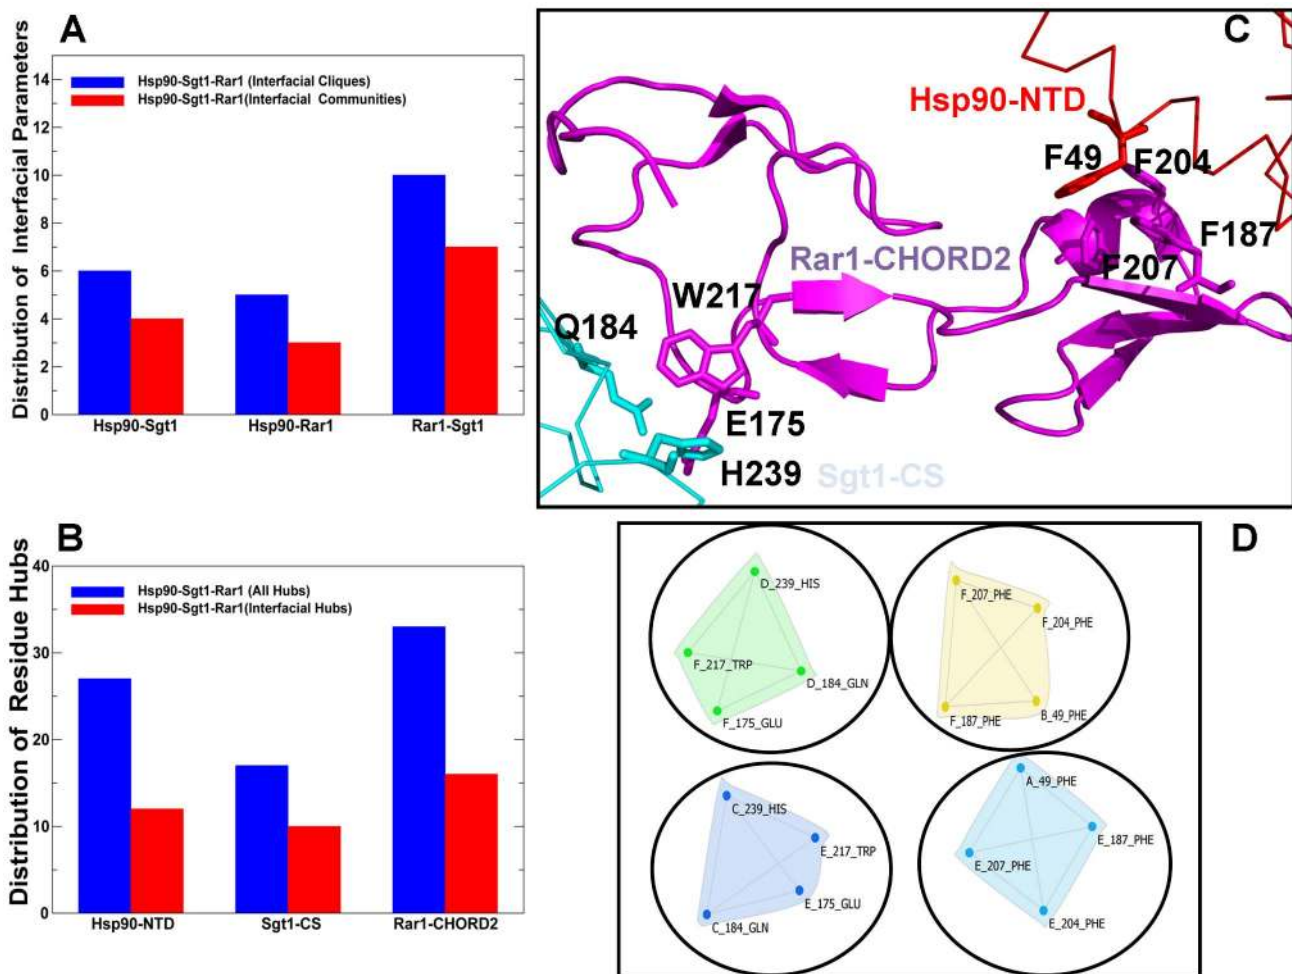 A
Distribution of Interfacial Parameters
14
12
10
8
6
4
2
0
Hsp90-Sgt1-Rar1 (Interfacial Cliques)
Hsp90-Sgt1-Rar1(Interfacial Communities)
Hsp90-Sgt1
Hsp90-Rar1
Rar1-Sgt1
C
Hsp90-NTD
F49
F204
F187
F207
Rar1-CHORD2
W217
Q184
E175
H239
Sgt1-CS
B
Distribution of Residue Hubs
40
30
20
10
0
Hsp90-Sgt1-Rar1 (All Hubs)
Hsp90-Sgt1-Rar1(Interfacial Hubs)
Hsp90-NTD
Sgt1-CS
Rar1-CHORD2
D
D_239_HIS
F_217_TRP
D_184_GLN
F_175_GLU
F_207_PHE
F_204_PHE
F_187_PHE
B_49_PHE
C_239_HIS
E_217_TRP
E_175_GLU
C_184_GLN
A_49_PHE
E_187_PHE
E_207_PHE
E_204_PHE